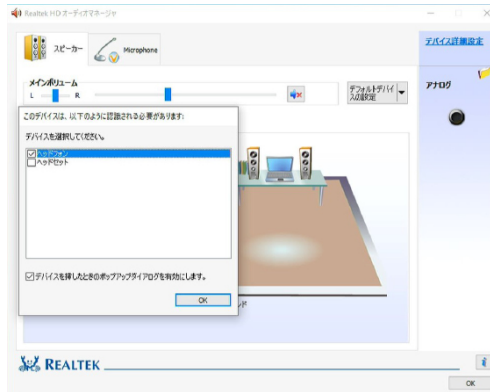 Realtek HD オーディオマネージャ
スピーカー
Microphone
デバイス詳細設定
メインボリューム
L
R
デフォルトデバイ
スの設定
アナログ
このデバイスは、以下のように認識される必要があります:
デバイスを選択してください。
ヘッドフォン
ヘッドセット
デバイスを挿したときのポップアップダイアログを有効にします。
OK
REALTEK
OK